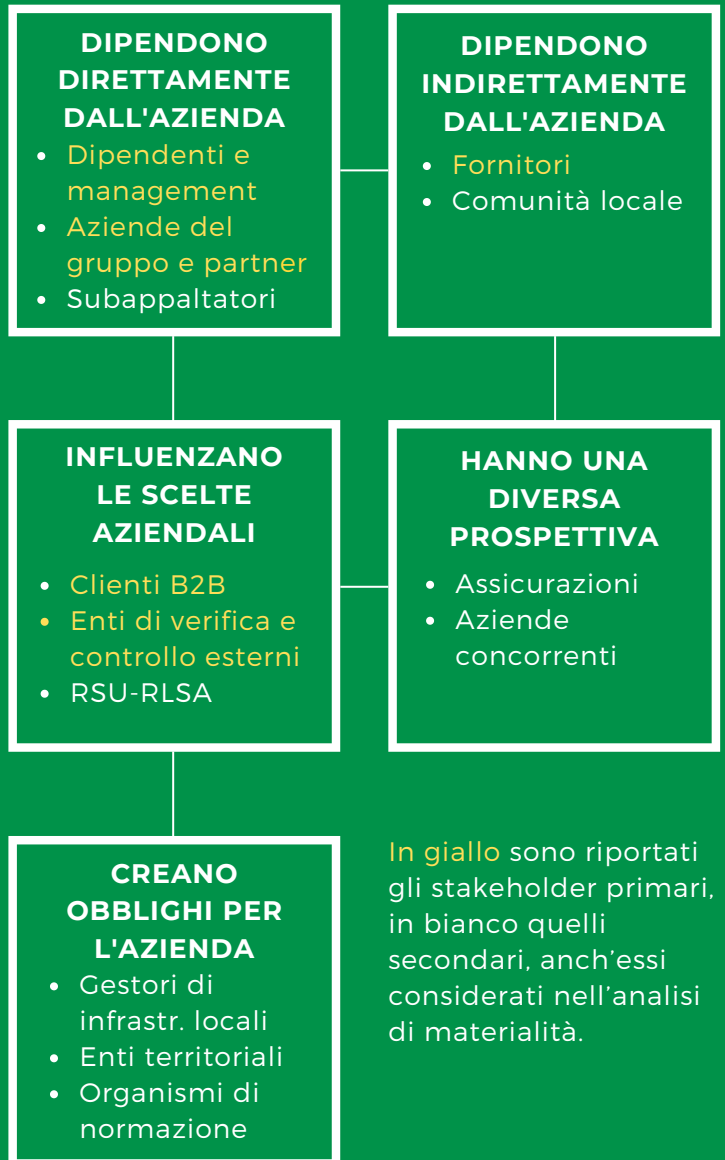 DIPENDONO
DIRETTAMENTE
DALL'AZIENDA
• Dipendenti e
management
• Aziende del
gruppo e partner
• Subappaltatori
DIPENDONO
INDIRETTAMENTE
DALL'AZIENDA
• Fornitori
• Comunità locale
INFLUENZANO
LE SCELTE
AZIENDALI
• Clienti B2B
• Enti di verifica e
controllo esterni
• RSU-RLSA
HANNO UNA
DIVERSA
PROSPETTIVA
• Assicurazioni
• Aziende
concorrenti
CREANO
OBBLIGHI PER
L'AZIENDA
• Gestori di
infrastr. locali
• Enti territoriali
• Organismi di
normazione
In giallo sono riportati
gli stakeholder primari,
in bianco quelli
secondari, anch’essi
considerati nell’analisi
di materialità.